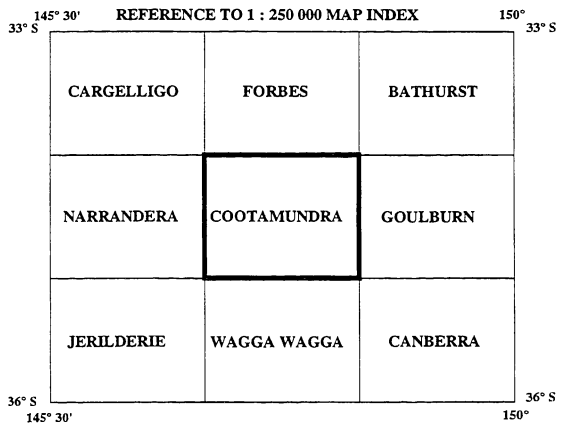 REFERENCE TO 1 : 250 000 MAP INDEX
145° 30' 150°
33° S 33° S
CARGELLIGO FORBES BATHURST
NARRANDERA COOTAMUNDRA GOULBURN
JERILDERIE WAGGA WAGGA CANBERRA
36° S 36° S
145° 30' 150°